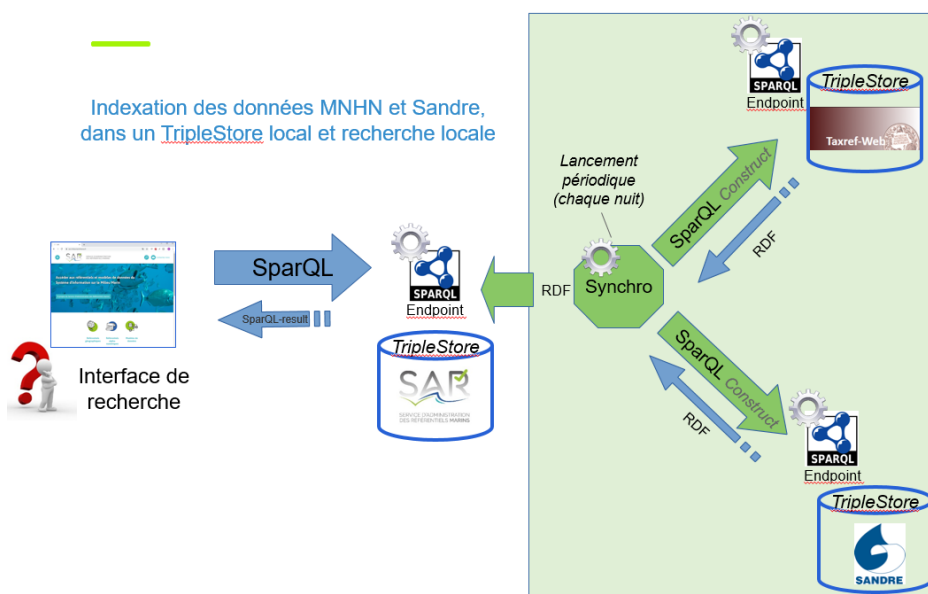 Indexation des données MNHN et Sandre,
dans un TripleStore local et recherche locale
SPARQL
Endpoint
TripleStore
Taxref-Web
Lancement
périodique
(chaque nuit)
SparQL Construct
RDF
SAR
SparQL
SparQL-result
SPARQL
Endpoint
RDF
Synchro
TripleStore
SAR
SERVICE D'ADMINISTRATION
DES RÉFÉRENTIELS MARINS
Interface de
recherche
SparQL Construct
RDF
SPARQL
Endpoint
TripleStore
SANDRE